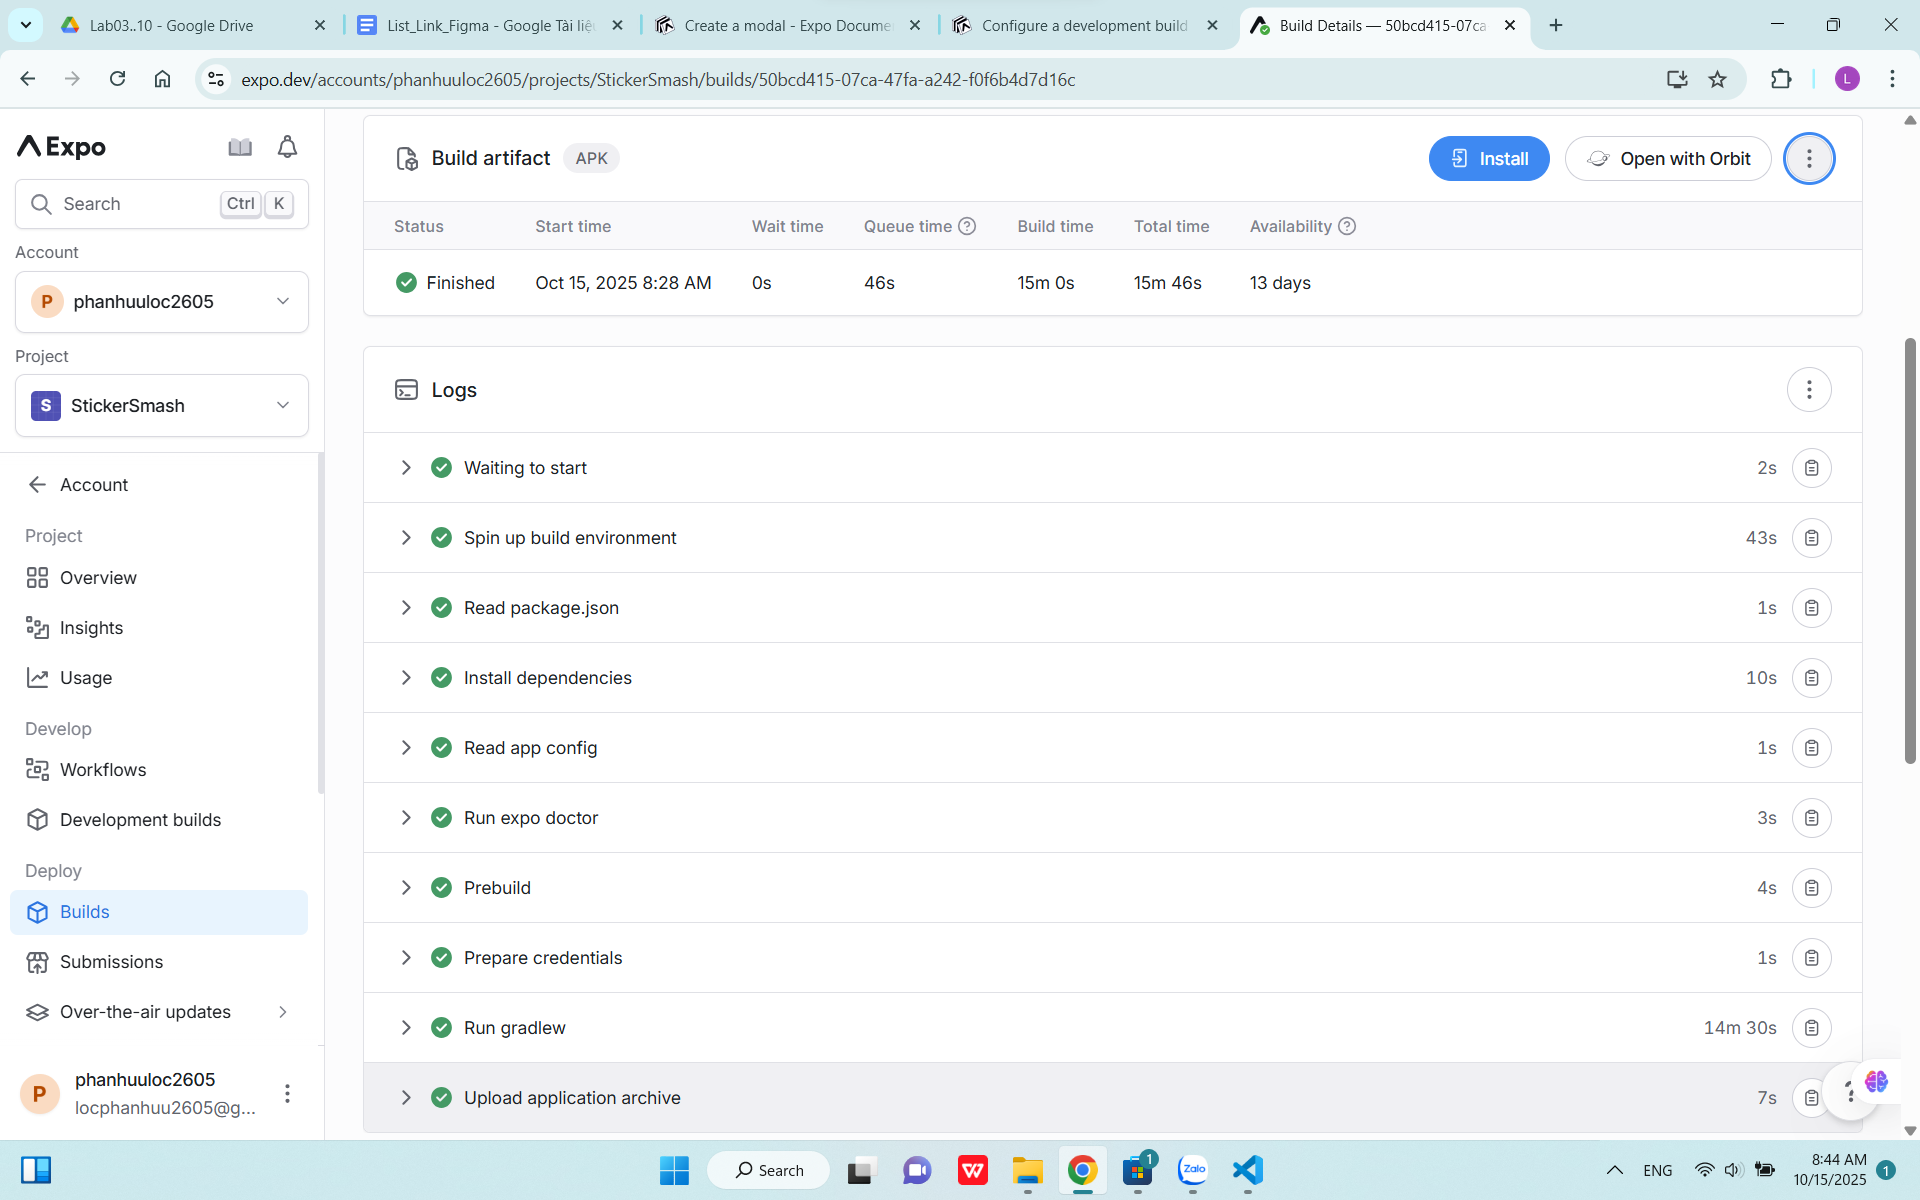 Lab03..10 - Google Drive
List_Link_Figma - Google Tài liệ
Create a modal - Expo Docume
Configure a development build
Build Details — 50bcd415-07ca
expo.dev/accounts/phanhuuloc2605/projects/StickerSmash/builds/50bcd415-07ca-47fa-a242-f0f6b4d7d16c
L
Expo
Search
Ctrl
K
Account
P
phanhuuloc2605
Project
S
StickerSmash
Account
Project
Overview
Insights
Usage
Develop
Workflows
Development builds
Deploy
Builds
Submissions
Over-the-air updates
P
phanhuuloc2605
locphanhuu2605@g...
Build artifact
APK
Install
Open with Orbit
Status
Start time
Wait time
Queue time
Build time
Total time
Availability
Finished
Oct 15, 2025 8:28 AM
0s
46s
15m 0s
15m 46s
13 days
Logs
Waiting to start
2s
Spin up build environment
43s
Read package.json
1s
Install dependencies
10s
Read app config
1s
Run expo doctor
3s
Prebuild
4s
Prepare credentials
1s
Run gradlew
14m 30s
Upload application archive
7s
?
Search
1
Zalo
ENG
8:44 AM
10/15/2025
1